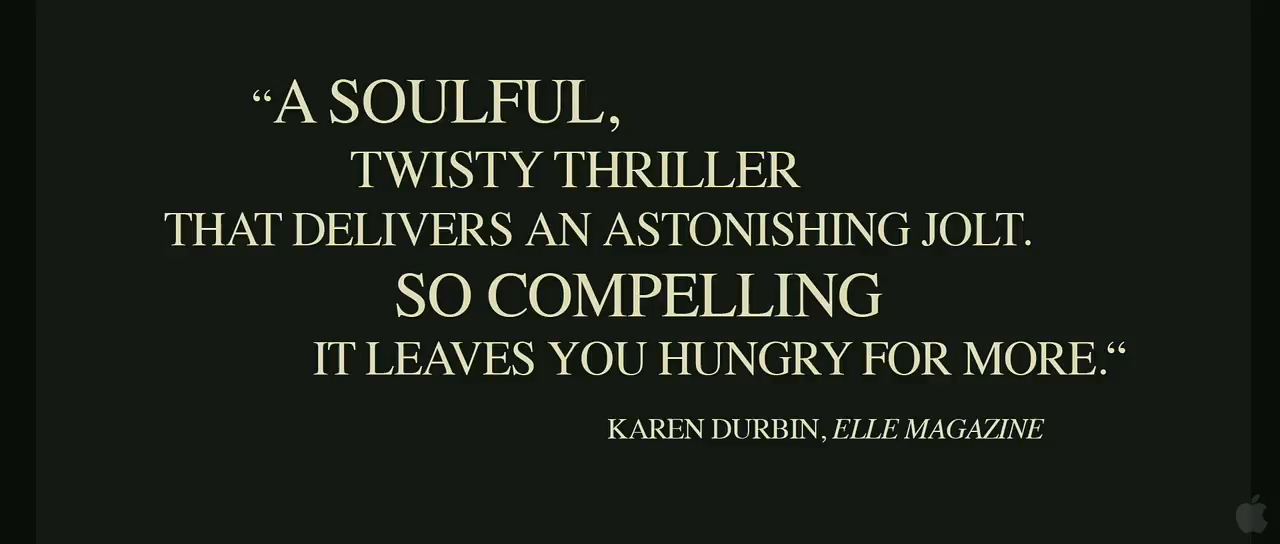 “A SOULFUL,
TWISTY THRILLER
THAT DELIVERS AN ASTONISHING JOLT.
SO COMPELLING
IT LEAVES YOU HUNGRY FOR MORE.“
KAREN DURBIN, ELLE MAGAZINE